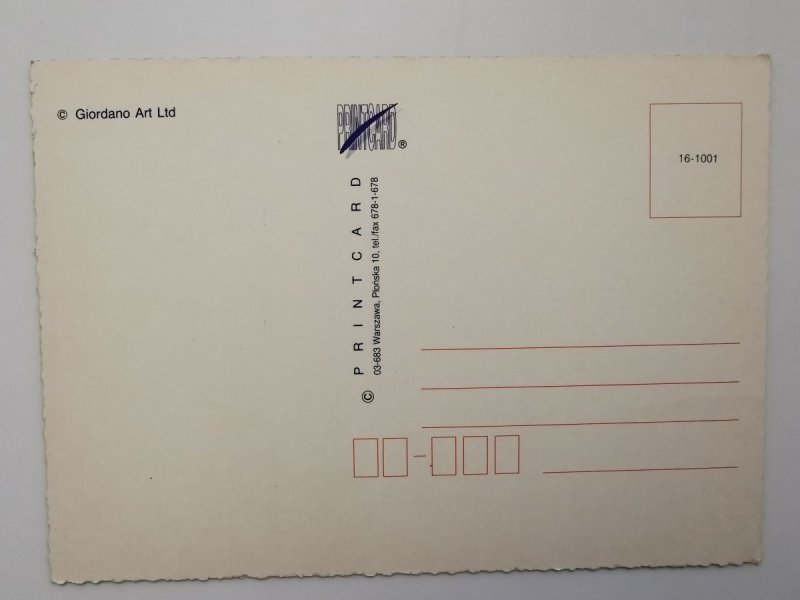 © Giordano Art Ltd
PRINTCARD®
16-1001
© PRINTCARD
03-683 Warszawa, Płońska 10, tel./fax 678-1-678